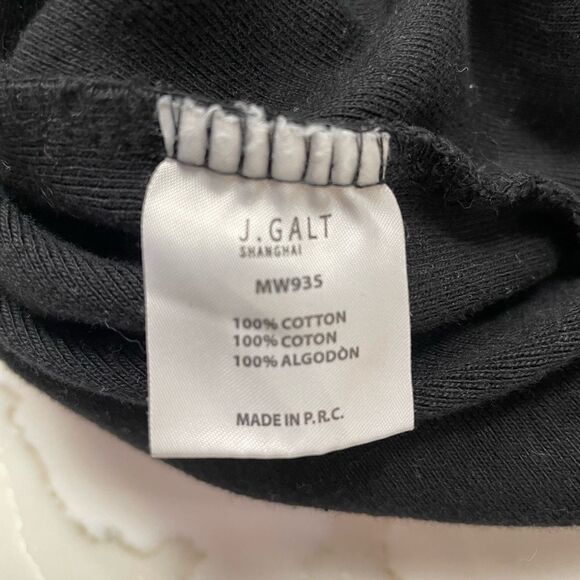 J.GALT
SHANGHAI
MW935
100% COTTON
100% COTON
100% ALGODÒN
MADE IN P.R.C.